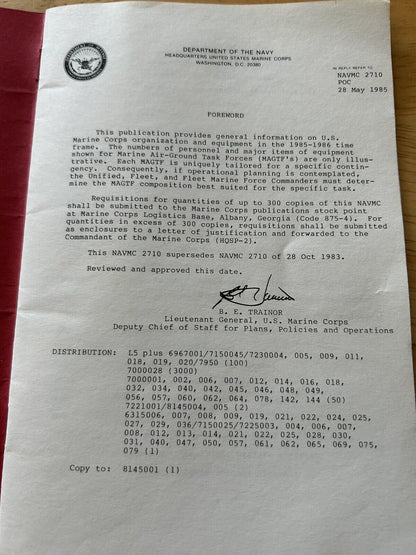 DEPARTMENT OF THE NAVY
HEADQUARTERS UNITED STATES MARINE CORPS
WASHINGTON, D.C. 20380
IN REPLY REFER TO
NAVMC 2710
POC
28 May 1985
FOREWORD
This publication provides general information on U.S.
Marine Corps organization and equipment in the 1985-1986 time
frame. The numbers of personnel and major items of equipment
shown for Marine Air-Ground Task Forces (MAGTF's) are only illus-
trative. Each MAGTF is uniquely tailored for a specific contin-
gency. Consequently, if operational planning is contemplated,
the Unified, Fleet, and Fleet Marine Force Commanders must deter-
mine the MAGTF composition best suited for the specific task.
Requisitions for quantities of up to 300 copies of this NAVMC
shall be submitted to the Marine Corps publications stock point
at Marine Corps Logistics Base, Albany, Georgia (Code 875-4). For
quantities in excess of 300 copies, requisitions shall be submitted
as enclosures to a letter of justification and forwarded to the
Commandant of the Marine Corps (HQSP-2).
This NAVMC 2710 supersedes NAVMC 2710 of 28 Oct 1983.
Reviewed and approved this date.
B. E. TRAINOR
Lieutenant General, U.S. Marine Corps
Deputy Chief of Staff for Plans, Policies and Operations
DISTRIBUTION: L5 plus 6967001/7150045/7230004, 005, 009, 011,
018, 019, 020/7950 (100)
7000028 (3000)
7000001, 002, 006, 007, 012, 014, 016, 018,
032, 034, 040, 042, 045, 046, 048, 049,
056, 057, 060, 062, 064, 078, 142, 144 (50)
7221001/8145004, 005 (2)
6315006, 007, 008, 009, 019, 021, 022, 024, 025,
027, 029, 036/7150025/7225003, 004, 006, 007,
008, 012, 013, 014, 021, 022, 025, 028, 030,
031, 040, 047, 050, 057, 061, 062, 065, 069, 075,
079 (1)
Copy to: 8145001 (1)